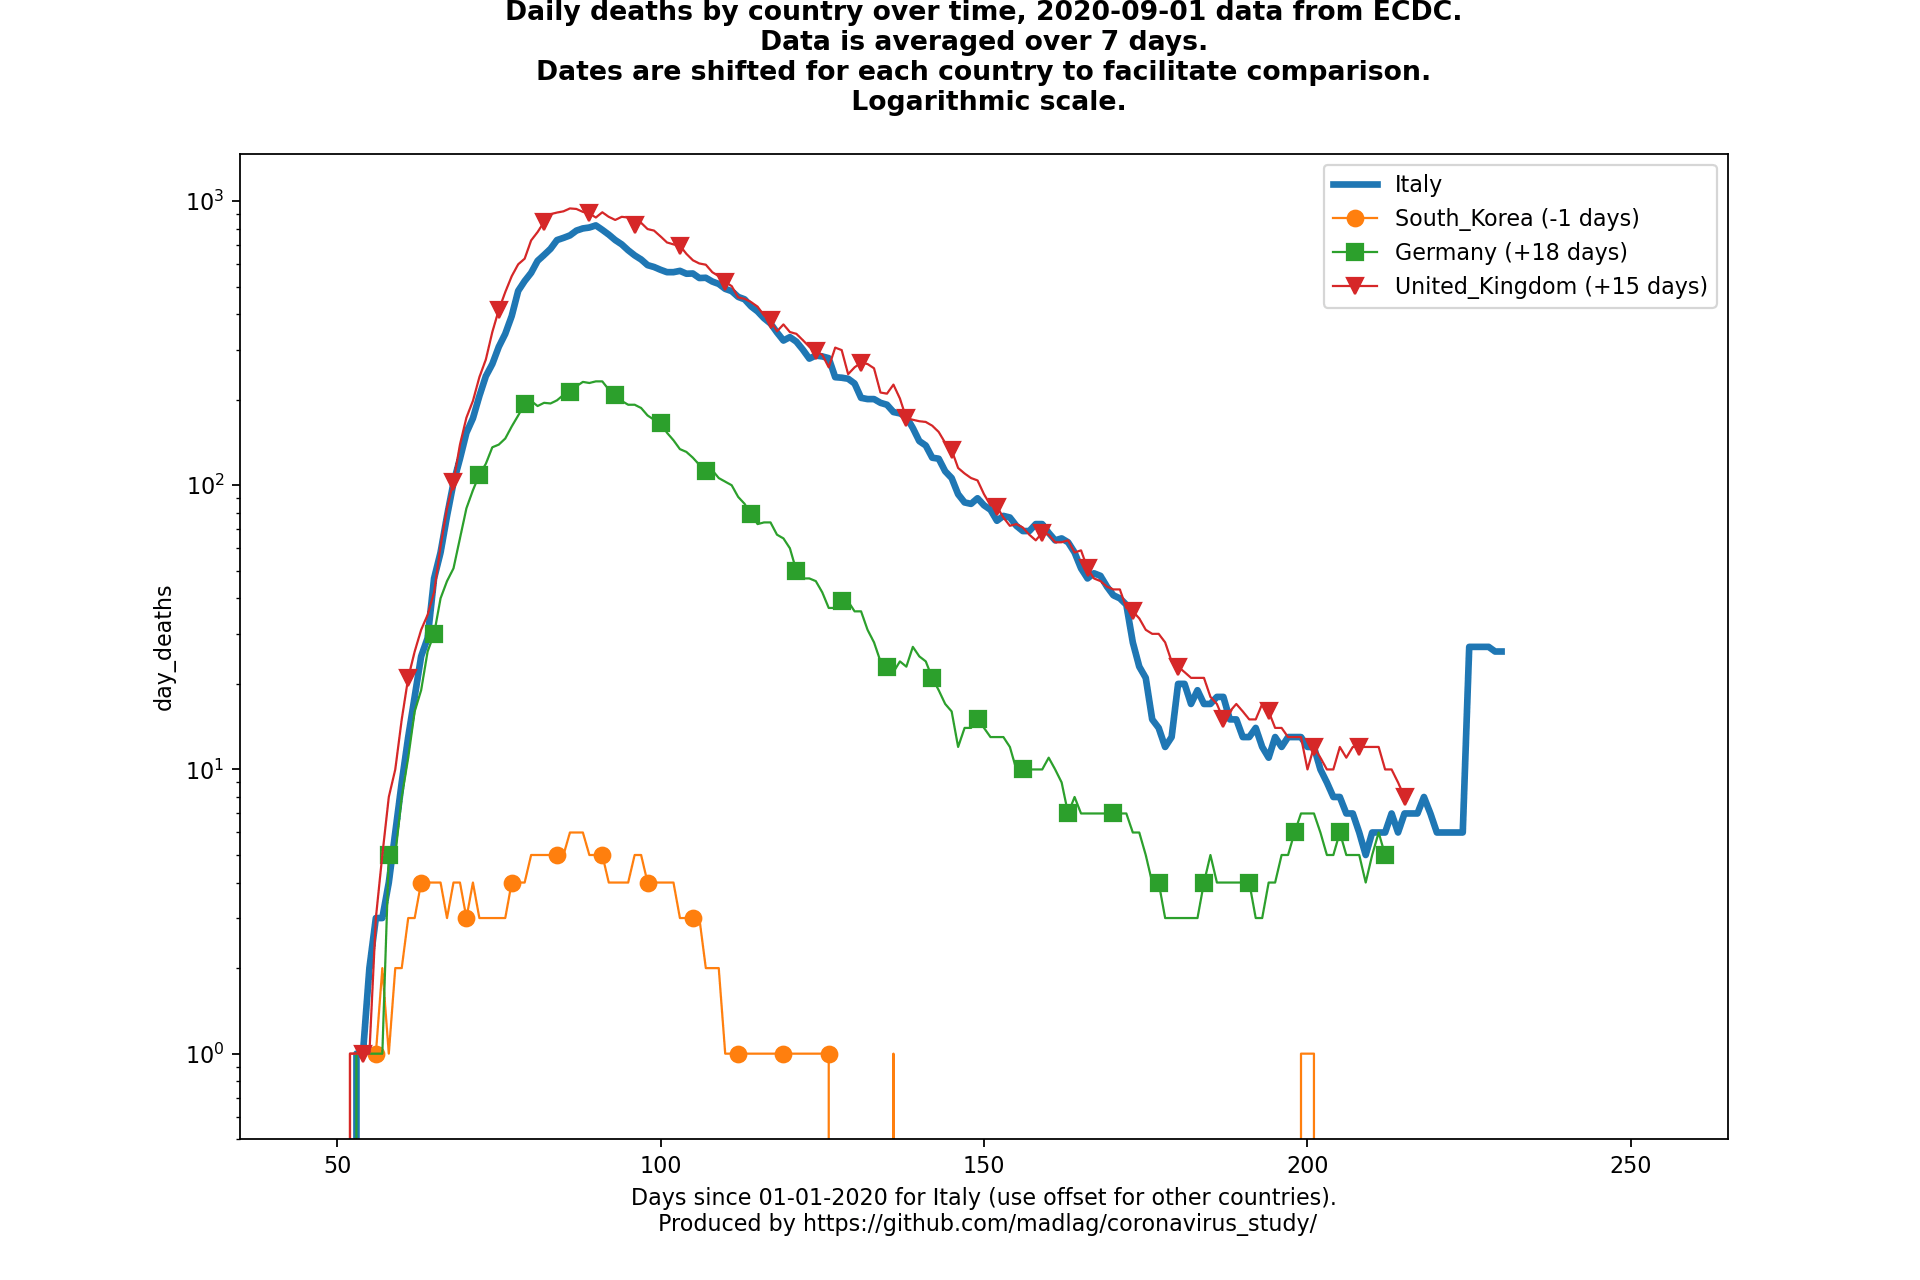 Daily deaths by country over time, 2020-09-01 data from ECDC.
Data is averaged over 7 days.
Dates are shifted for each country to facilitate comparison.
Logarithmic scale.
Italy
South_Korea (-1 days)
Germany (+18 days)
United_Kingdom (+15 days)
day_deaths
10³
10²
10¹
10⁰
50
100
150
200
250
Days since 01-01-2020 for Italy (use offset for other countries).
Produced by https://github.com/madlag/coronavirus_study/